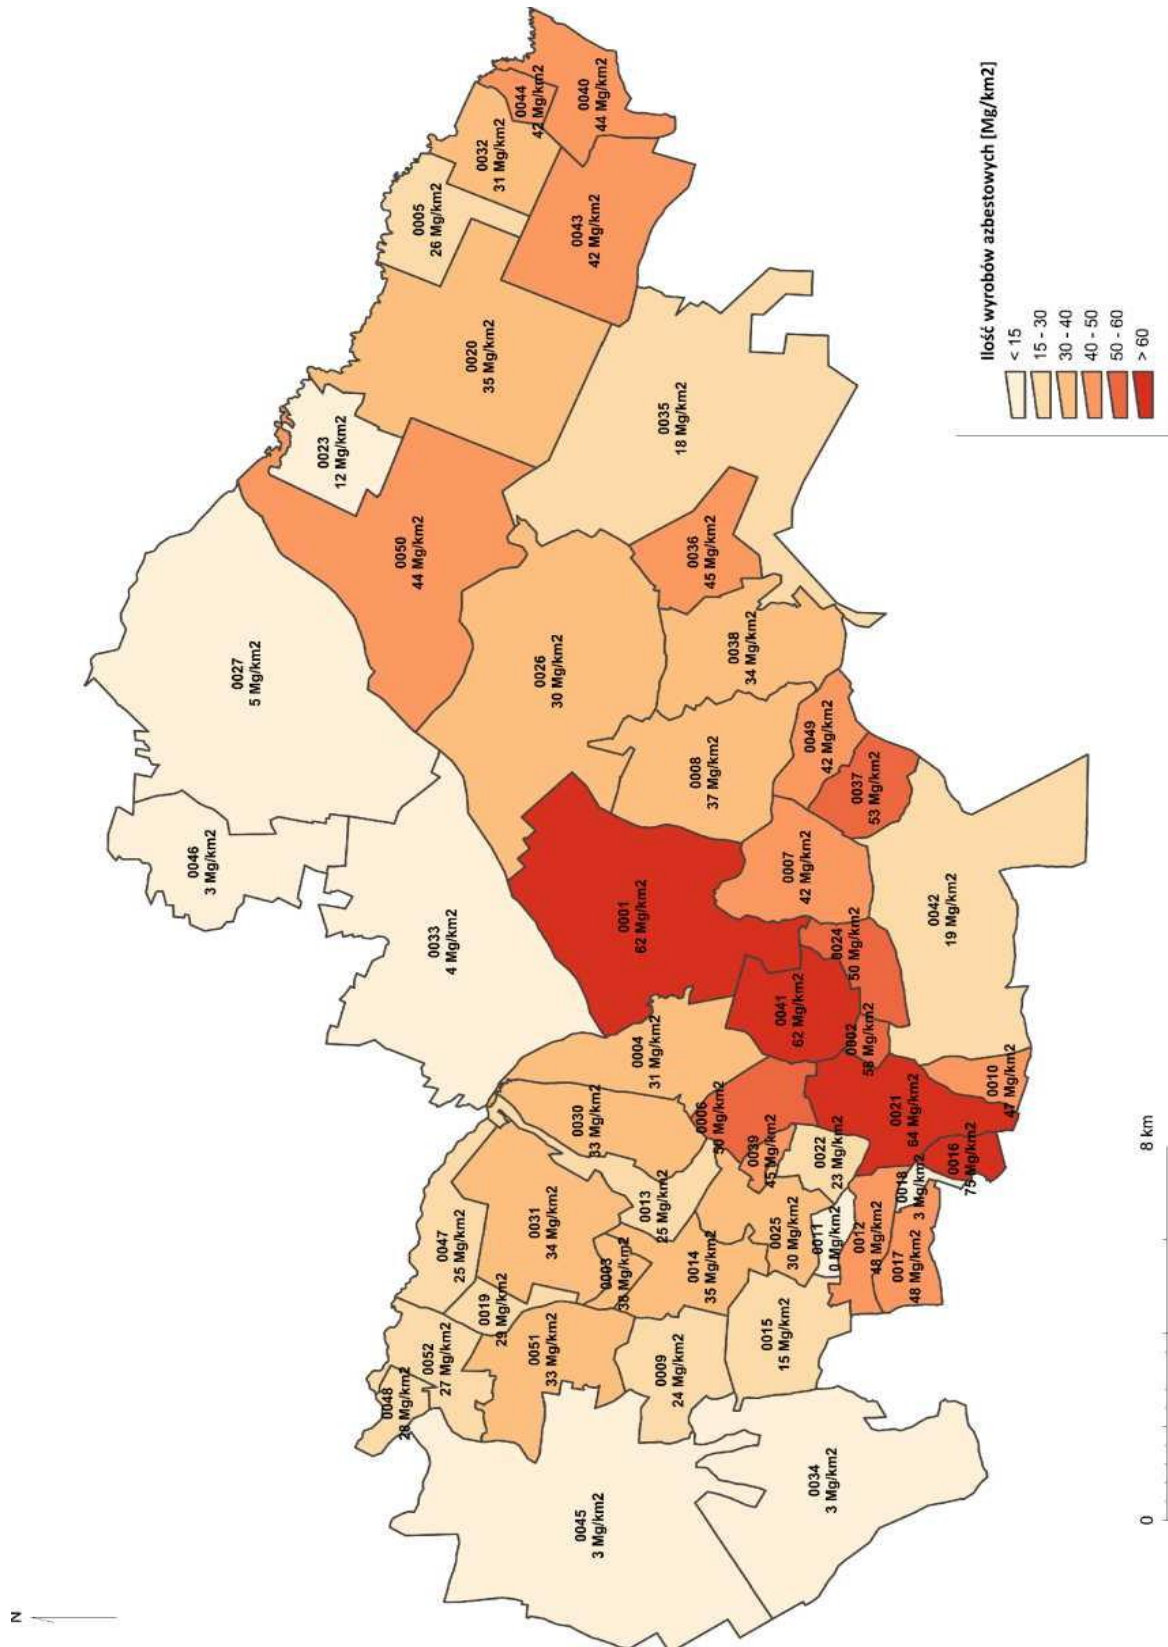 N
0048
28 Mg/km2
0052
27 Mg/km2
0047
25 Mg/km2
0019
29 Mg/km2
0051
33 Mg/km2
0031
34 Mg/km2
0045
3 Mg/km2
0003
38 Mg/km2
0030
33 Mg/km2
0013
25 Mg/km2
0004
31 Mg/km2
0009
24 Mg/km2
0014
35 Mg/km2
0006
50 Mg/km2
0039
45 Mg/km2
0015
15 Mg/km2
0025
30 Mg/km2
0022
23 Mg/km2
0034
3 Mg/km2
0011
0 Mg/km2
0012
48 Mg/km2
0017
48 Mg/km2
0018
3 Mg/km2
0021
64 Mg/km2
0016
75 Mg/km2
0010
47 Mg/km2
0033
4 Mg/km2
0046
3 Mg/km2
0027
5 Mg/km2
0001
62 Mg/km2
0041
62 Mg/km2
0002
58 Mg/km2
0024
50 Mg/km2
0007
42 Mg/km2
0042
19 Mg/km2
0037
53 Mg/km2
0049
42 Mg/km2
0008
37 Mg/km2
0026
30 Mg/km2
0038
34 Mg/km2
0036
45 Mg/km2
0050
44 Mg/km2
0023
12 Mg/km2
0035
18 Mg/km2
0020
35 Mg/km2
0005
26 Mg/km2
0032
31 Mg/km2
0043
42 Mg/km2
0044
42 Mg/km2
0040
44 Mg/km2
Ilość wyrobów azbestowych [Mg/km2]
< 15
15 - 30
30 - 40
40 - 50
50 - 60
> 60
0
8 km